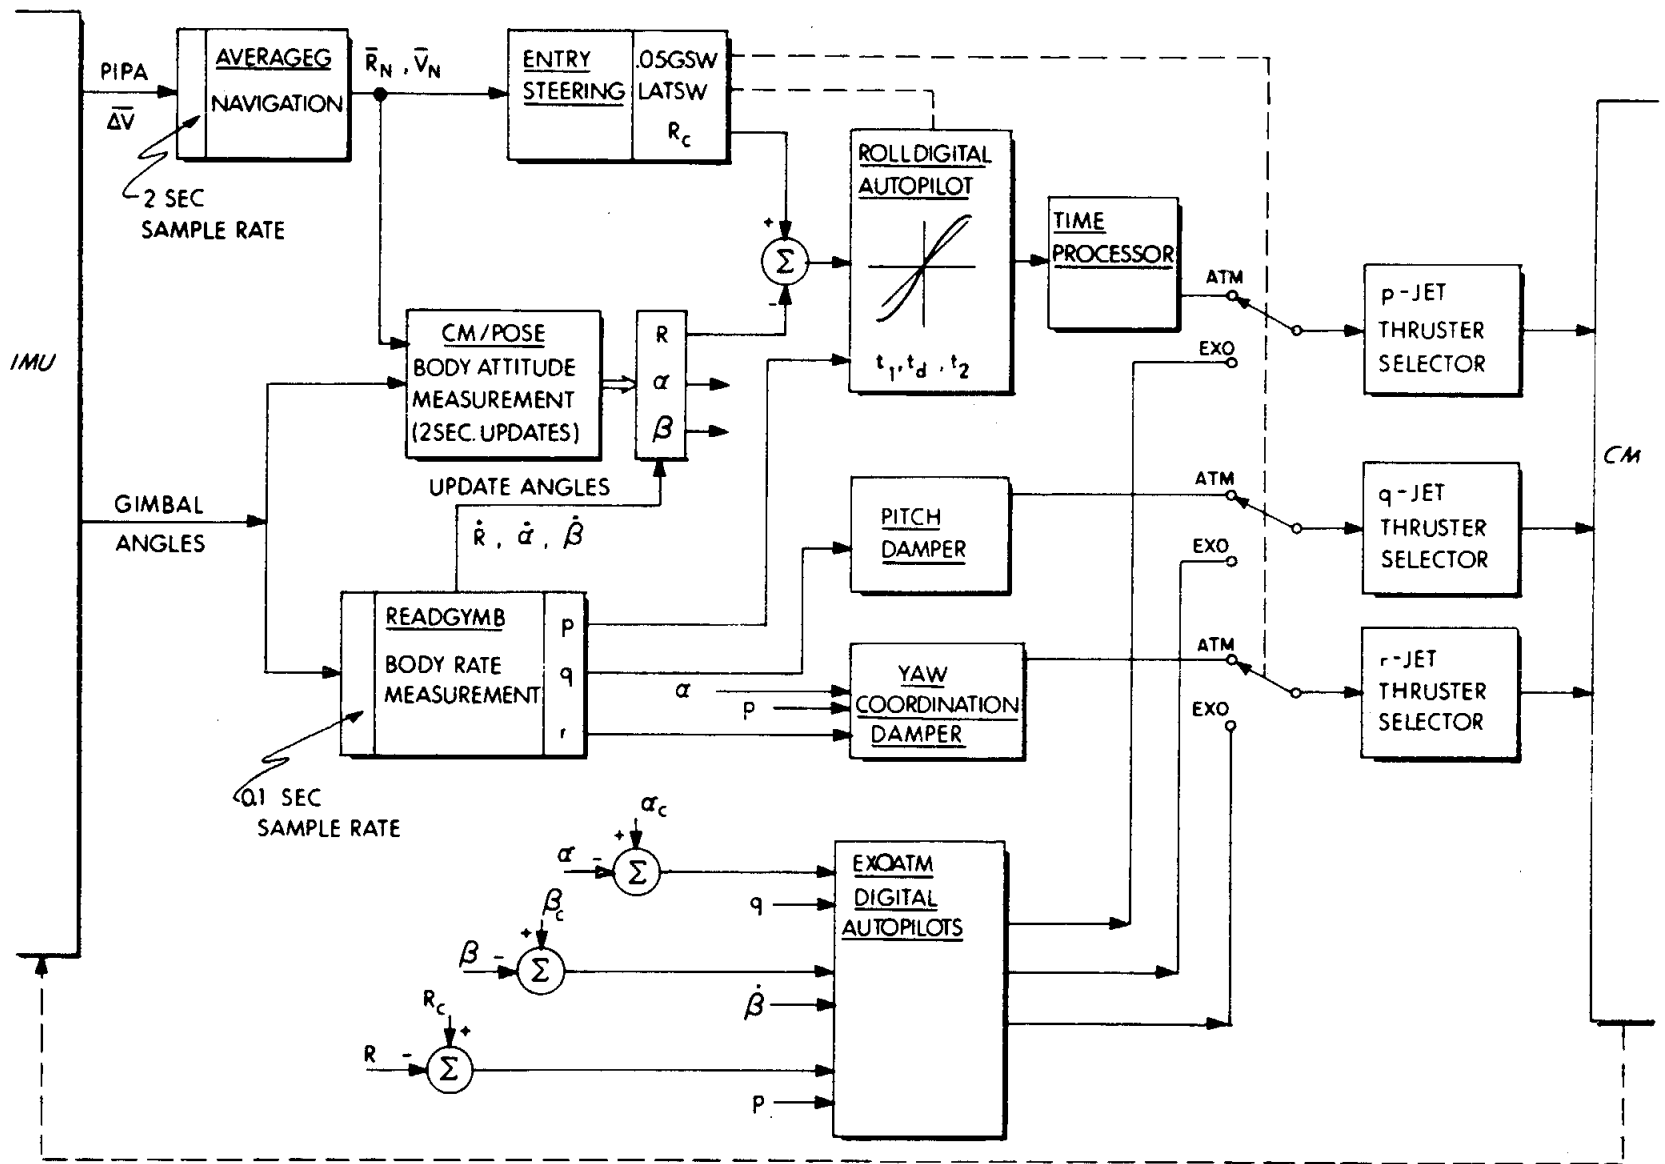 IMU
PIPA
ΔV
AVERAGEG
NAVIGATION
2 SEC
SAMPLE RATE
R̄N , V̄N
ENTRY
STEERING
.05GSW
LATSW
Rc
+
Σ
-
ROLL DIGITAL
AUTOPILOT
t1, td , t2
TIME
PROCESSOR
ATM
EXO
p-JET
THRUSTER
SELECTOR
CM/POSE
BODY ATTITUDE
MEASUREMENT
(2SEC. UPDATES)
R
α
β
UPDATE ANGLES
Ṙ , α̇ , β̇
GIMBAL
ANGLES
PITCH
DAMPER
ATM
EXO
q-JET
THRUSTER
SELECTOR
CM
READGYMB
BODY RATE
MEASUREMENT
p
q
r
0.1 SEC
SAMPLE RATE
α
p
YAW
COORDINATION
DAMPER
ATM
EXO
r-JET
THRUSTER
SELECTOR
αc
+
α -
Σ
q
βc
+
β -
Σ
β̇
Rc
+
R -
Σ
p
EXOATM
DIGITAL
AUTOPILOTS